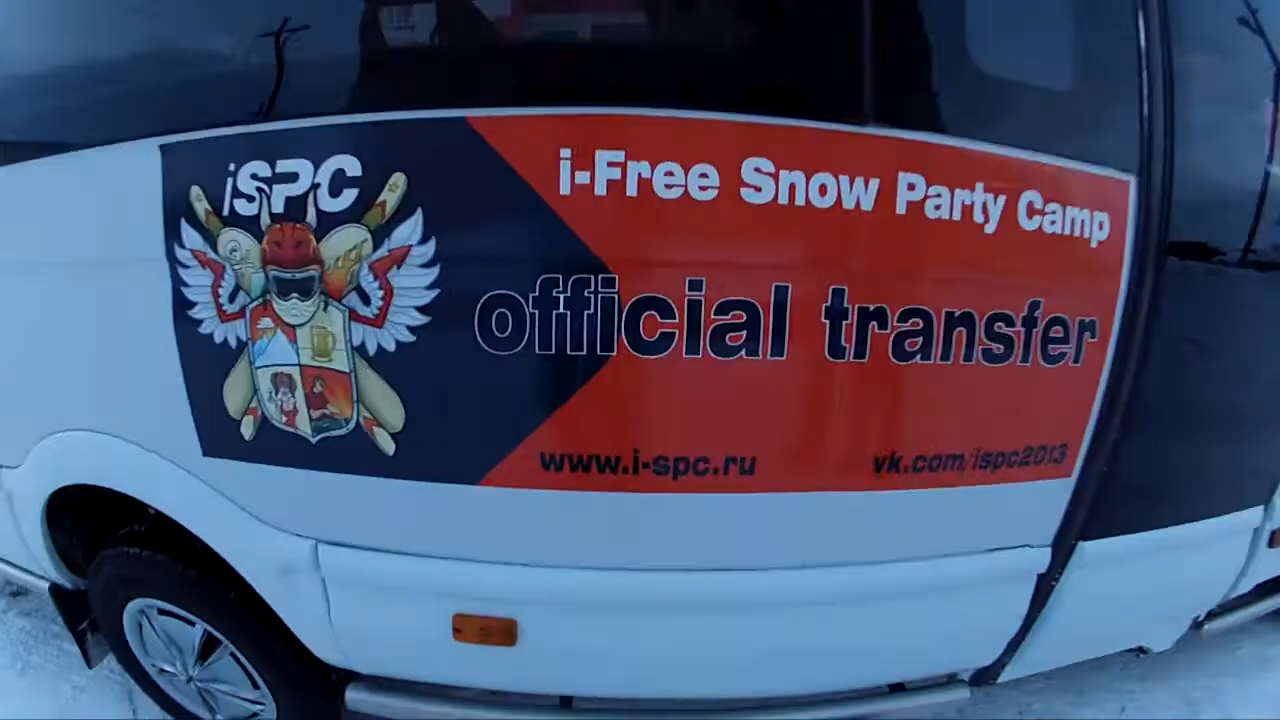 iSPC
i-Free Snow Party Camp
official transfer
www.i-spc.ru
vk.com/ispc2013